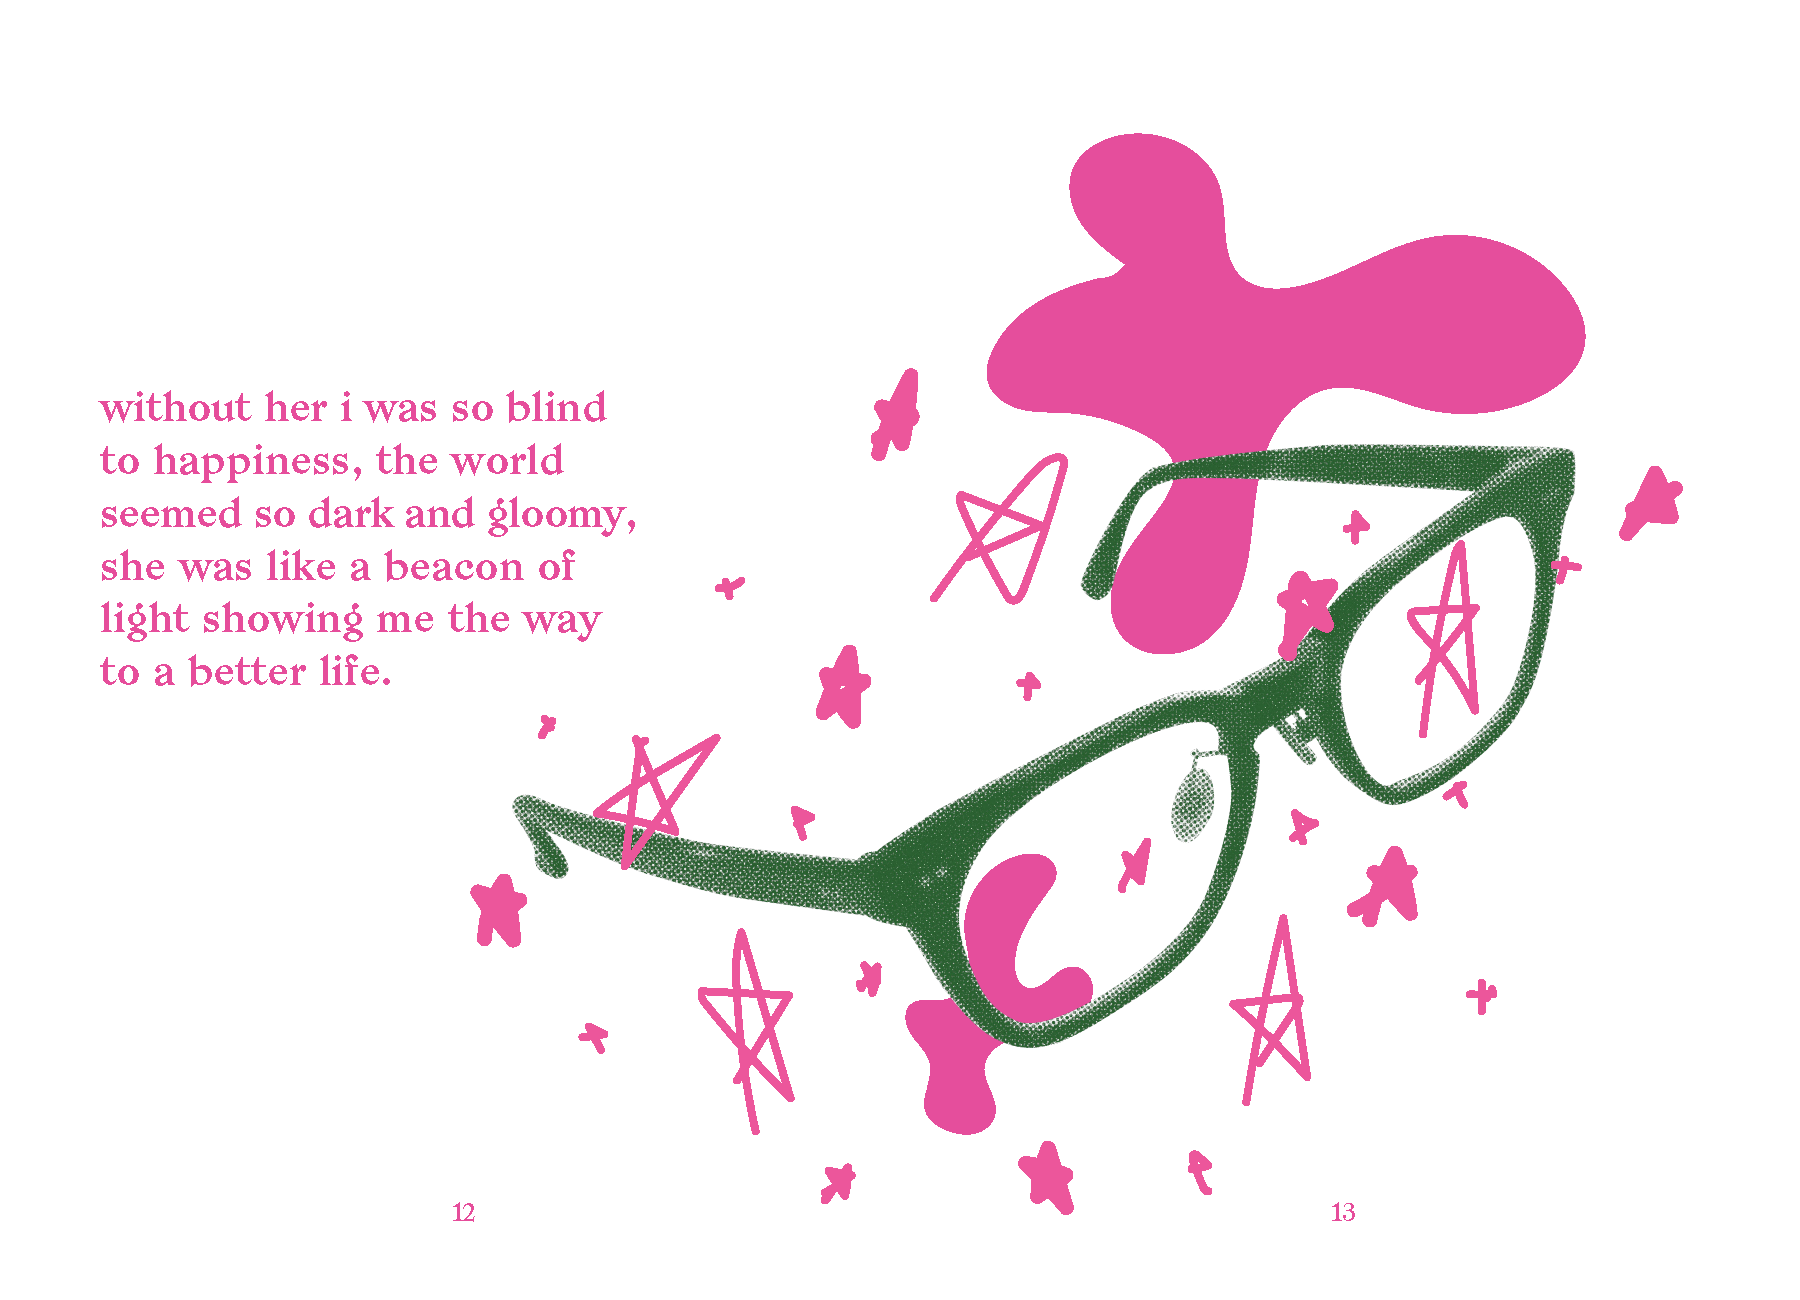 without her i was so blind
to happiness, the world
seemed so dark and gloomy,
she was like a beacon of
light showing me the way
to a better life.
12
13